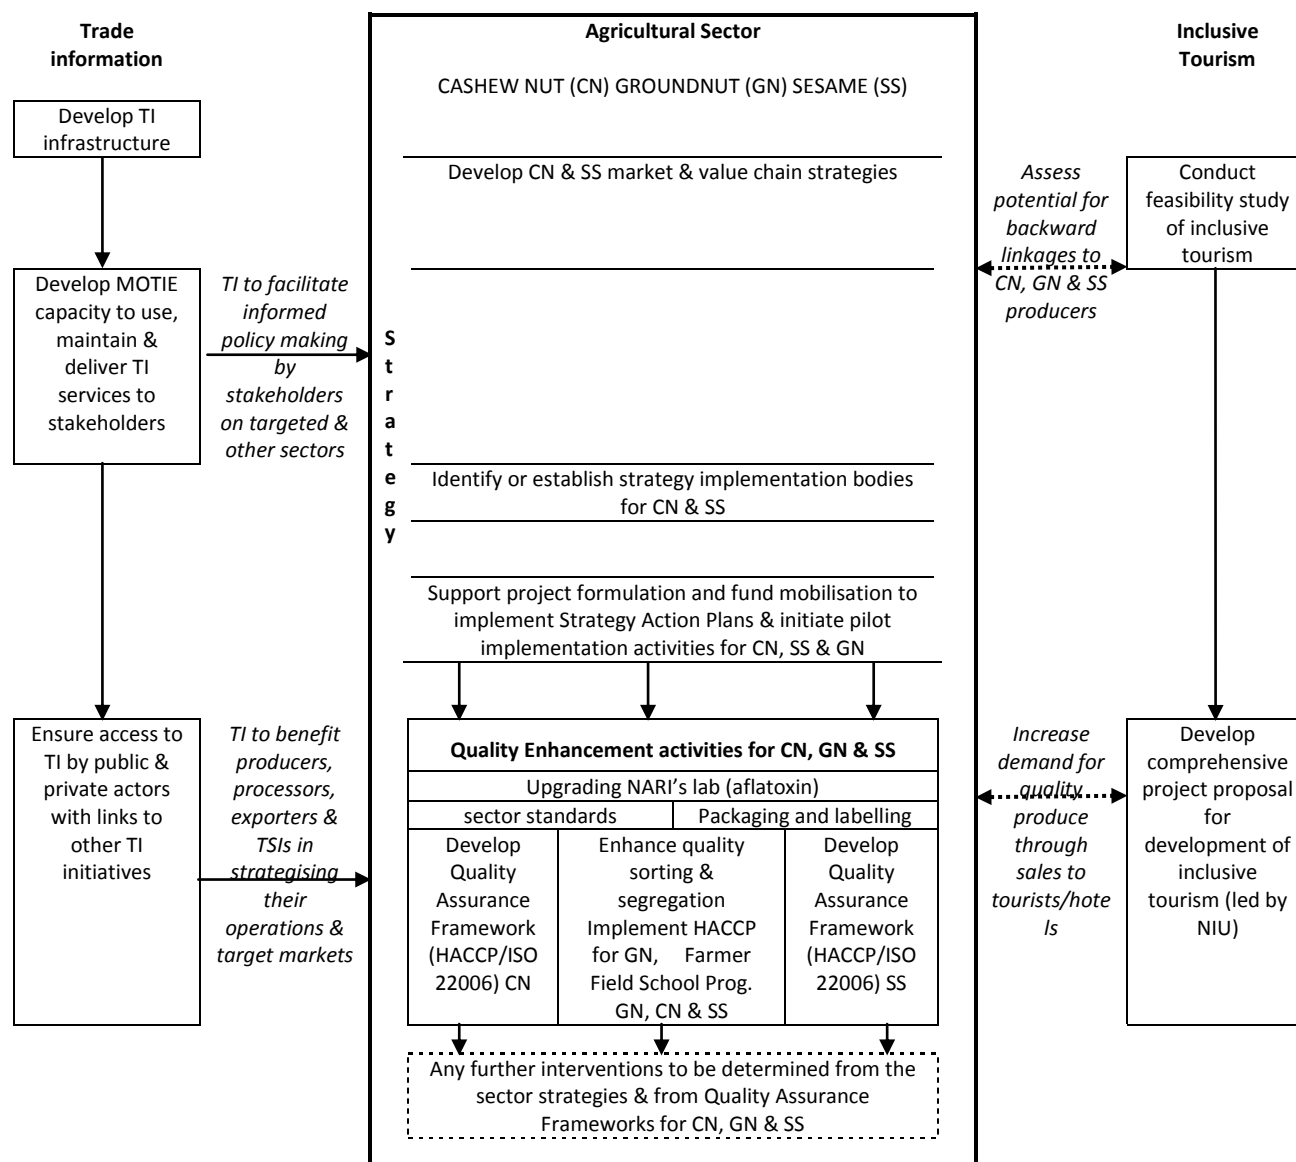 Trade
information
Develop TI
infrastructure
Develop MOTIE
capacity to use,
maintain &
deliver TI
services to
stakeholders
TI to facilitate
informed
policy making
by
stakeholders
on targeted &
other sectors
Ensure access to
TI by public &
private actors
with links to
other TI
initiatives
TI to benefit
producers,
processors,
exporters &
TSIs in
strategising
their
operations &
target markets
Agricultural Sector
CASHEW NUT (CN) GROUNDNUT (GN) SESAME (SS)
Strategy
Develop CN & SS market & value chain strategies
Identify or establish strategy implementation bodies
for CN & SS
Support project formulation and fund mobilisation to
implement Strategy Action Plans & initiate pilot
implementation activities for CN, SS & GN
Quality Enhancement activities for CN, GN & SS
Upgrading NARI's lab (aflatoxin)
sector standards
Packaging and labelling
Develop
Quality
Assurance
Framework
(HACCP/ISO
22006) CN
Enhance quality
sorting &
segregation
Implement HACCP
for GN, Farmer
Field School Prog.
GN, CN & SS
Develop
Quality
Assurance
Framework
(HACCP/ISO
22006) SS
Any further interventions to be determined from the
sector strategies & from Quality Assurance
Frameworks for CN, GN & SS
Inclusive
Tourism
Assess
potential for
backward
linkages to
CN, GN & SS
producers
Conduct
feasibility study
of inclusive
tourism
Increase
demand for
quality
produce
through
sales to
tourists/hote
ls
Develop
comprehensive
project proposal
for
development of
inclusive
tourism (led by
NIU)